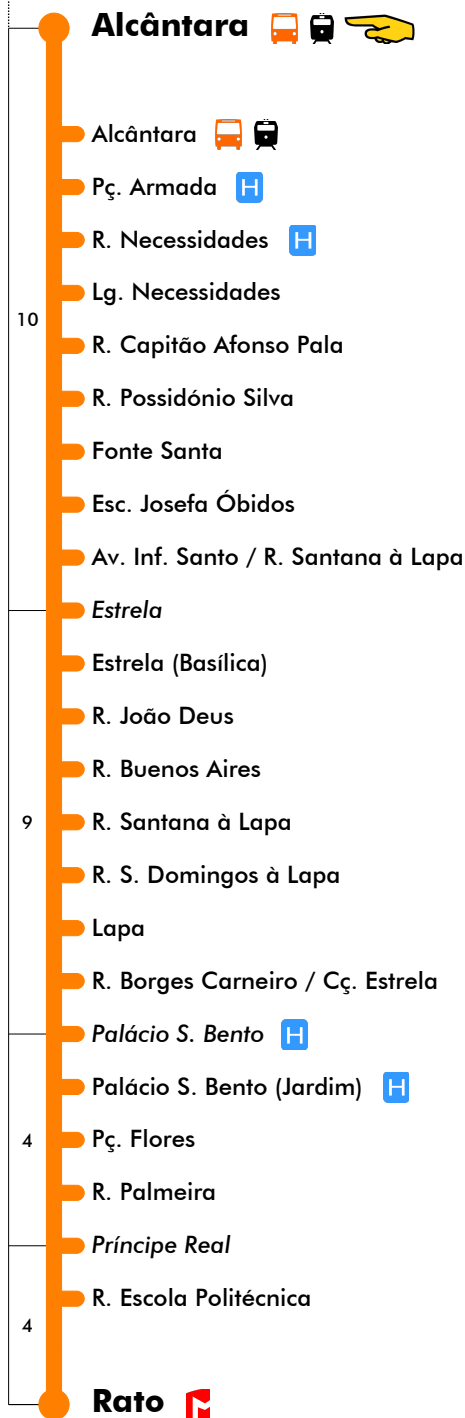 Alcântara
Alcântara
Pç. Armada H
R. Necessidades H
Lg. Necessidades
10
R. Capitão Afonso Pala
R. Possidónio Silva
Fonte Santa
Esc. Josefa Óbidos
Av. Inf. Santo / R. Santana à Lapa
Estrela
Estrela (Basílica)
R. João Deus
R. Buenos Aires
9 R. Santana à Lapa
R. S. Domingos à Lapa
Lapa
R. Borges Carneiro / Cç. Estrela
Palácio S. Bento H
Palácio S. Bento (Jardim) H
4 Pç. Flores
R. Palmeira
Príncipe Real
R. Escola Politécnica
4
Rato M